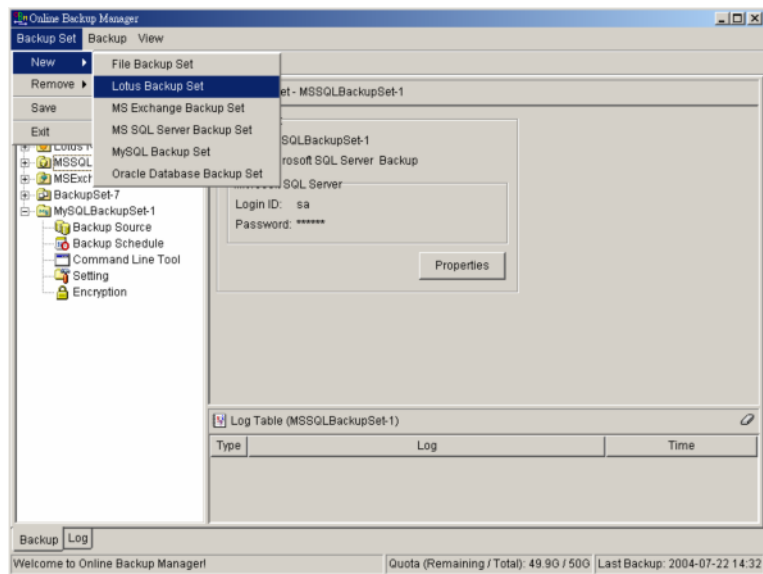 Online Backup Manager
Backup Set Backup View
New
Remove
Save
Exit
File Backup Set
Lotus Backup Set
MS Exchange Backup Set
MS SQL Server Backup Set
MySQL Backup Set
Oracle Database Backup Set
et - MSSQLBackupSet-1
SQLBackupSet-1
rosoft SQL Server Backup
Microsoft SQL Server
Login ID: sa
Password: ******
Properties
Lotus N
MSSQL
MSExch
BackupSet-7
MySQLBackupSet-1
Backup Source
Backup Schedule
Command Line Tool
Setting
Encryption
Log Table (MSSQLBackupSet-1)
Type Log Time
Backup Log
Welcome to Online Backup Manager!
Quota (Remaining / Total): 49.9G / 50G
Last Backup: 2004-07-22 14:32